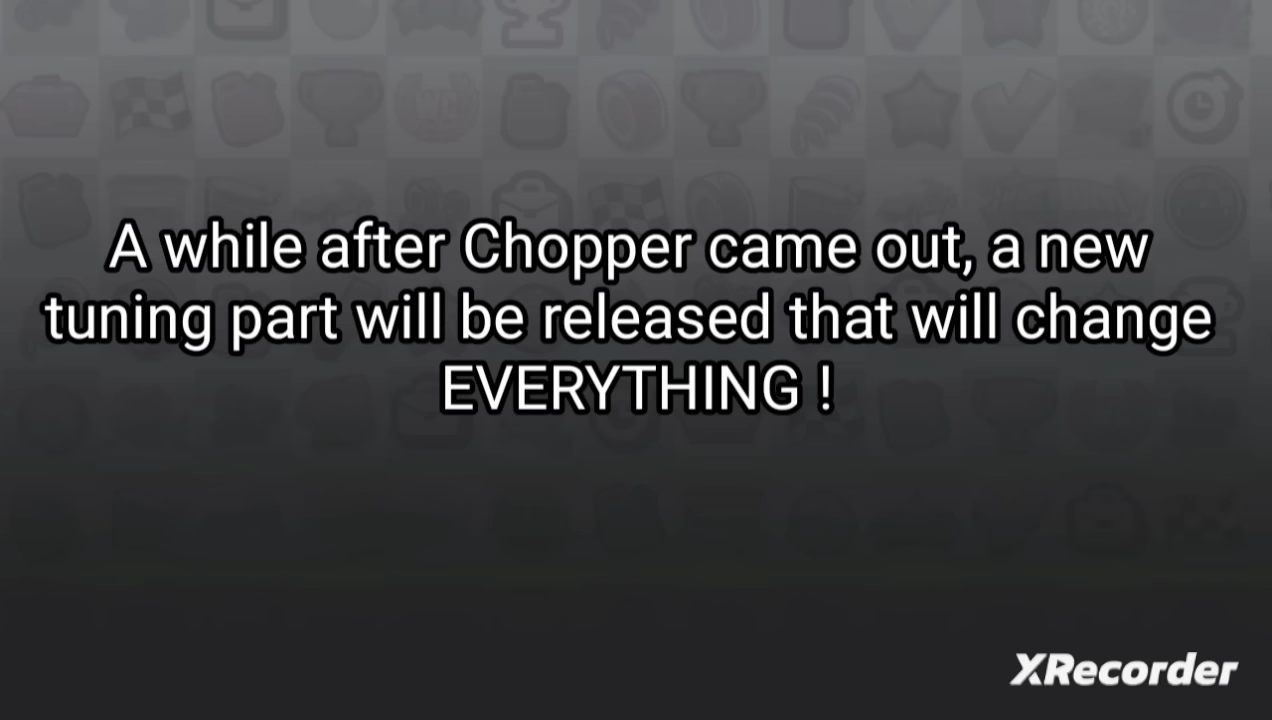 A while after Chopper came out, a new
tuning part will be released that will change
EVERYTHING !
XRecorder